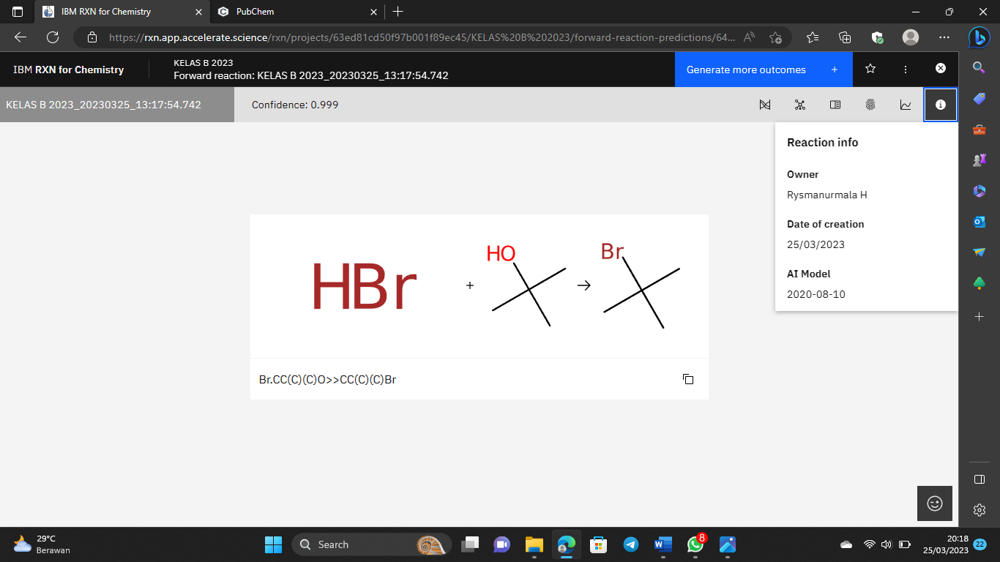 IBM RXN for Chemistry
PubChem
https://rxn.app.accelerate.science/rxn/projects/63ed81cd50f97b001f89ec45/KELAS%20B%202023/forward-reaction-predictions/64...
IBM RXN for Chemistry
KELAS B 2023
Forward reaction: KELAS B 2023_20230325_13:17:54.742
Generate more outcomes +
KELAS B 2023_20230325_13:17:54.742
Confidence: 0.999
Reaction info
Owner
Rysmanurmala H
Date of creation
25/03/2023
AI Model
2020-08-10
HBr + HO → Br
Br.CC(C)(C)O>>CC(C)(C)Br
29°C
Berawan
Search
8
20:18
25/03/2023
22